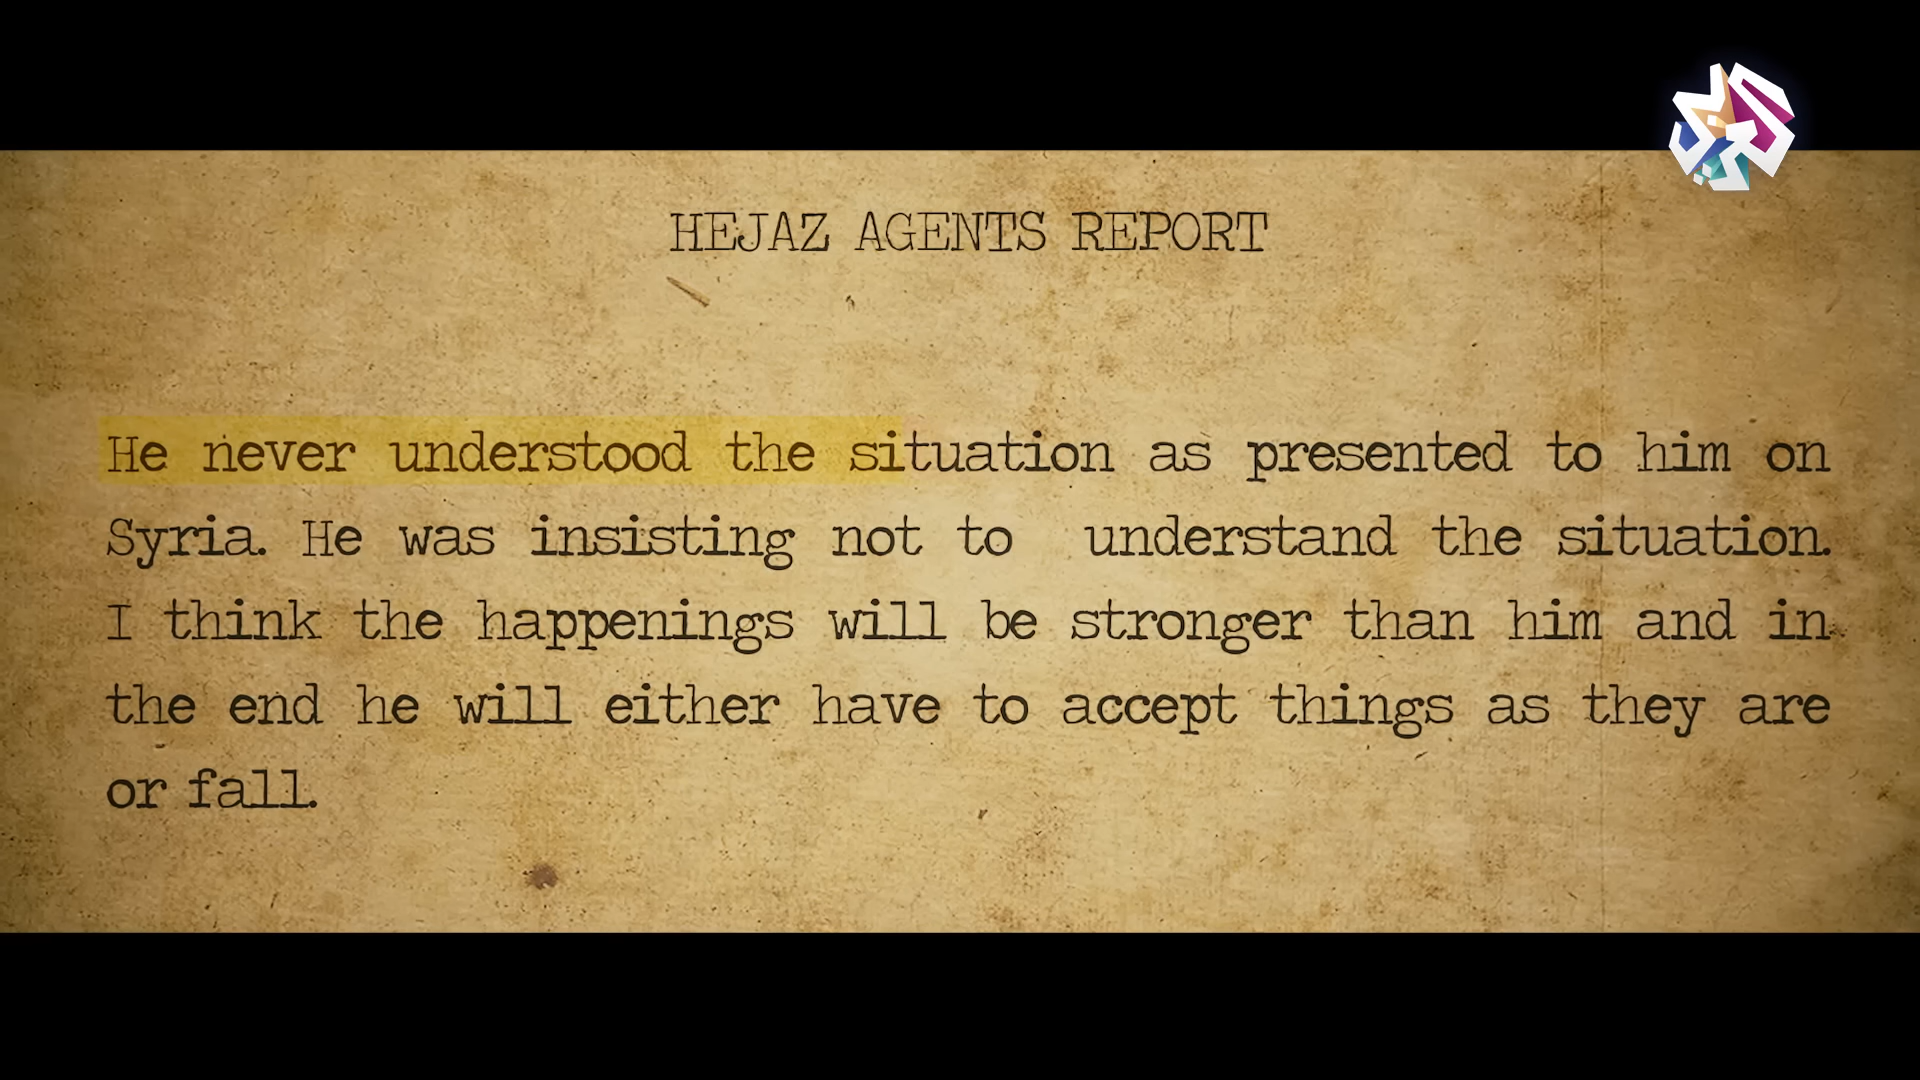 HEJAZ AGENTS REPORT
He never understood the situation as presented to him on
Syria. He was insisting not to understand the situation.
I think the happenings will be stronger than him and in
the end he will either have to accept things as they are
or fall.